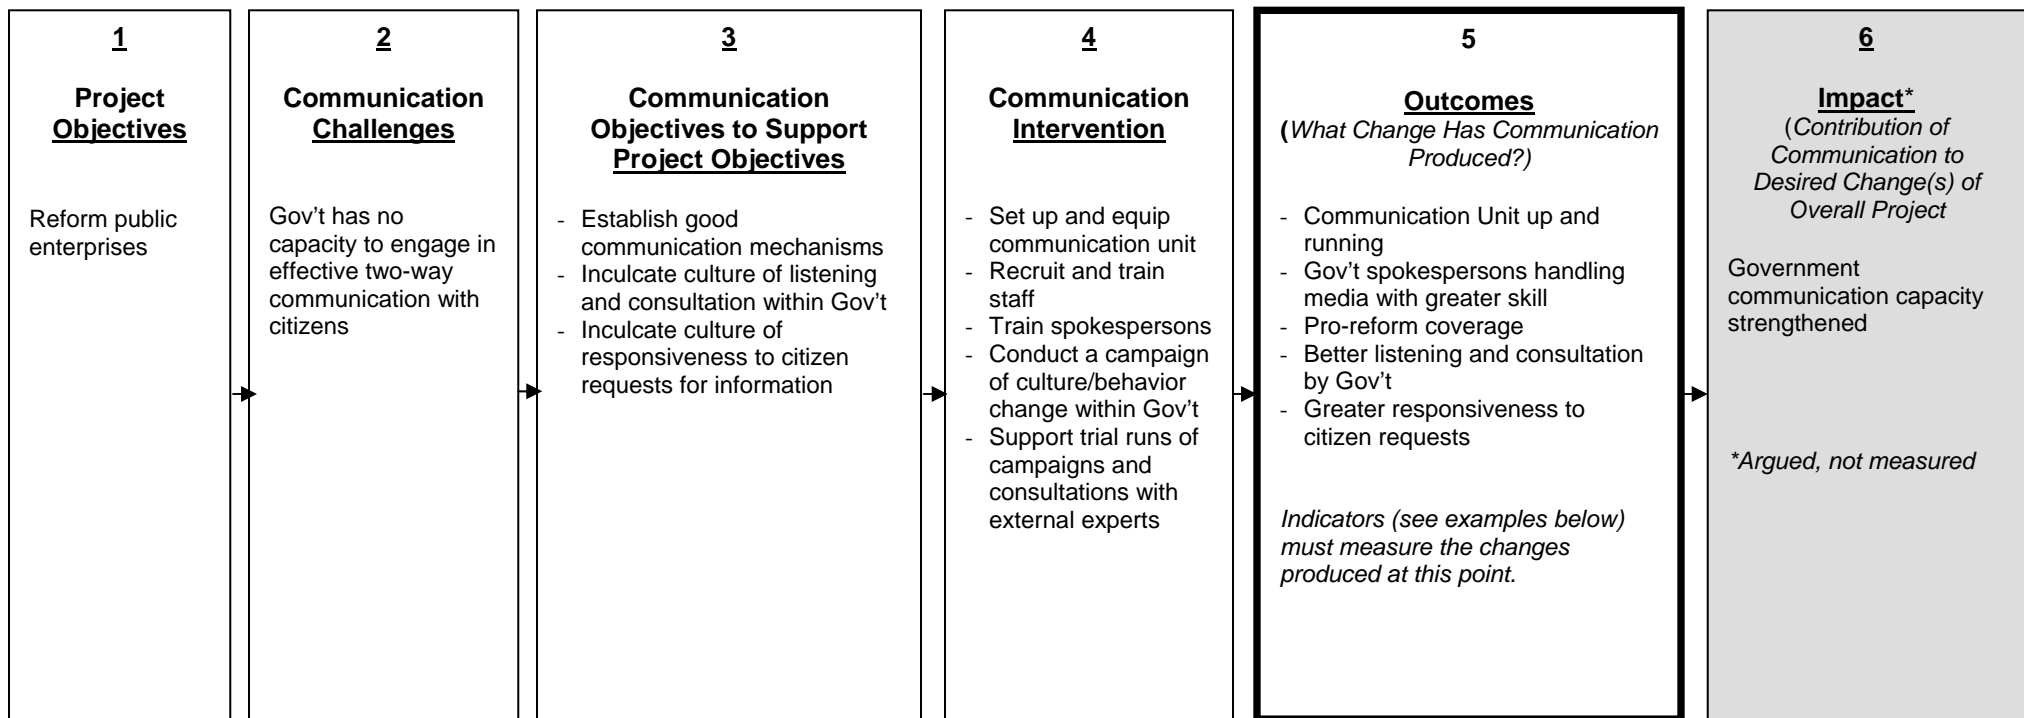 1
Project
Objectives
Reform public
enterprises
2
Communication
Challenges
Gov’t has no
capacity to engage in
effective two-way
communication with
citizens
3
Communication
Objectives to Support
Project Objectives
- Establish good
communication mechanisms
- Inculcate culture of listening
and consultation within Gov’t
- Inculcate culture of
responsiveness to citizen
requests for information
4
Communication
Intervention
- Set up and equip
communication unit
- Recruit and train
staff
- Train spokespersons
- Conduct a campaign
of culture/behavior
change within Gov’t
- Support trial runs of
campaigns and
consultations with
external experts
5
Outcomes
(What Change Has Communication
Produced?)
- Communication Unit up and
running
- Gov’t spokespersons handling
media with greater skill
- Pro-reform coverage
- Better listening and consultation
by Gov’t
- Greater responsiveness to
citizen requests
Indicators (see examples below)
must measure the changes
produced at this point.
6
Impact*
(Contribution of
Communication to
Desired Change(s) of
Overall Project
Government
communication capacity
strengthened
*Argued, not measured